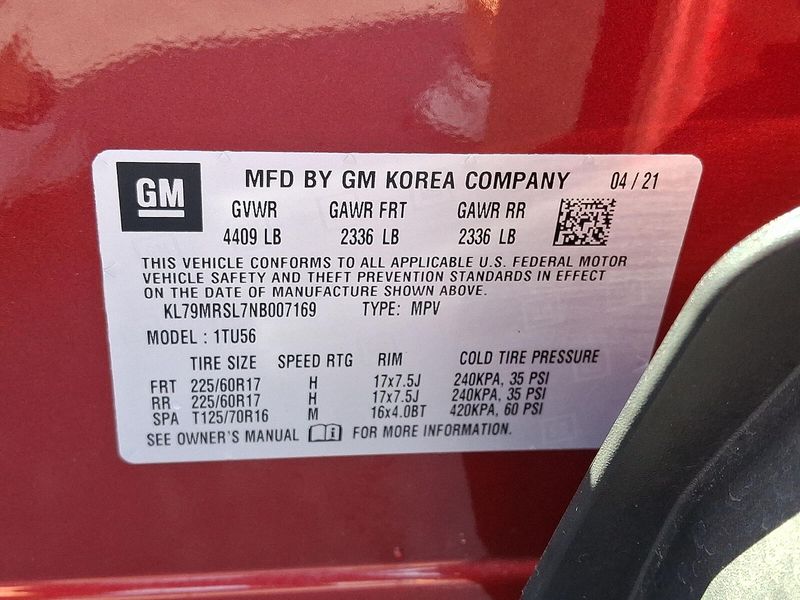 GM MFD BY GM KOREA COMPANY 04 / 21
GVWR GAWR FRT GAWR RR
4409 LB 2336 LB 2336 LB
THIS VEHICLE CONFORMS TO ALL APPLICABLE U.S. FEDERAL MOTOR
VEHICLE SAFETY AND THEFT PREVENTION STANDARDS IN EFFECT
ON THE DATE OF MANUFACTURE SHOWN ABOVE.
KL79MRSL7NB007169 TYPE: MPV
MODEL : 1TU56
TIRE SIZE SPEED RTG RIM COLD TIRE PRESSURE
FRT 225/60R17 H 17x7.5J 240KPA, 35 PSI
RR 225/60R17 H 17x7.5J 240KPA, 35 PSI
SPA T125/70R16 M 16x4.0BT 420KPA, 60 PSI
SEE OWNER'S MANUAL FOR MORE INFORMATION.